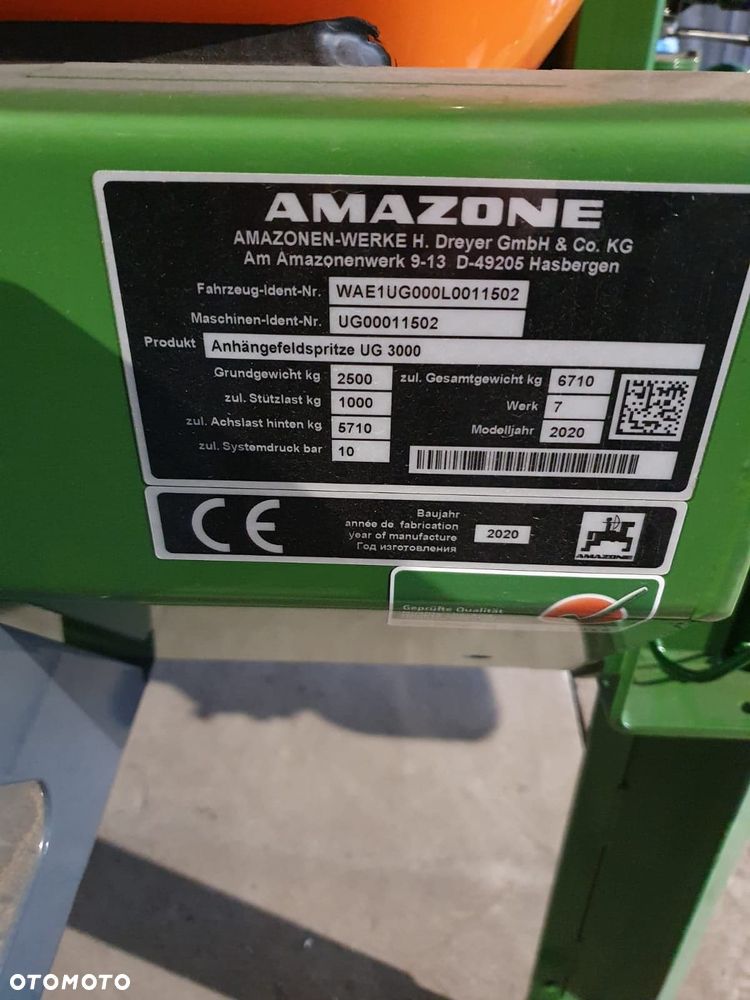 AMAZONE
AMAZONEN-WERKE H. Dreyer GmbH & Co. KG
Am Amazonenwerk 9-13 D-49205 Hasbergen
Fahrzeug-Ident-Nr. WAE1UG000L0011502
Maschinen-Ident-Nr. UG00011502
Produkt Anhängefeldspritze UG 3000
Grundgewicht kg 2500 zul. Gesamtgewicht kg 6710
zul. Stützlast kg 1000 Werk 7
zul. Achslast hinten kg 5710 Modelljahr 2020
zul. Systemdruck bar 10
CE
Baujahr
année de fabrication
year of manufacture 2020
Год изготовления
AMAZONE
Geprüfte Qualität
OTOMOTO